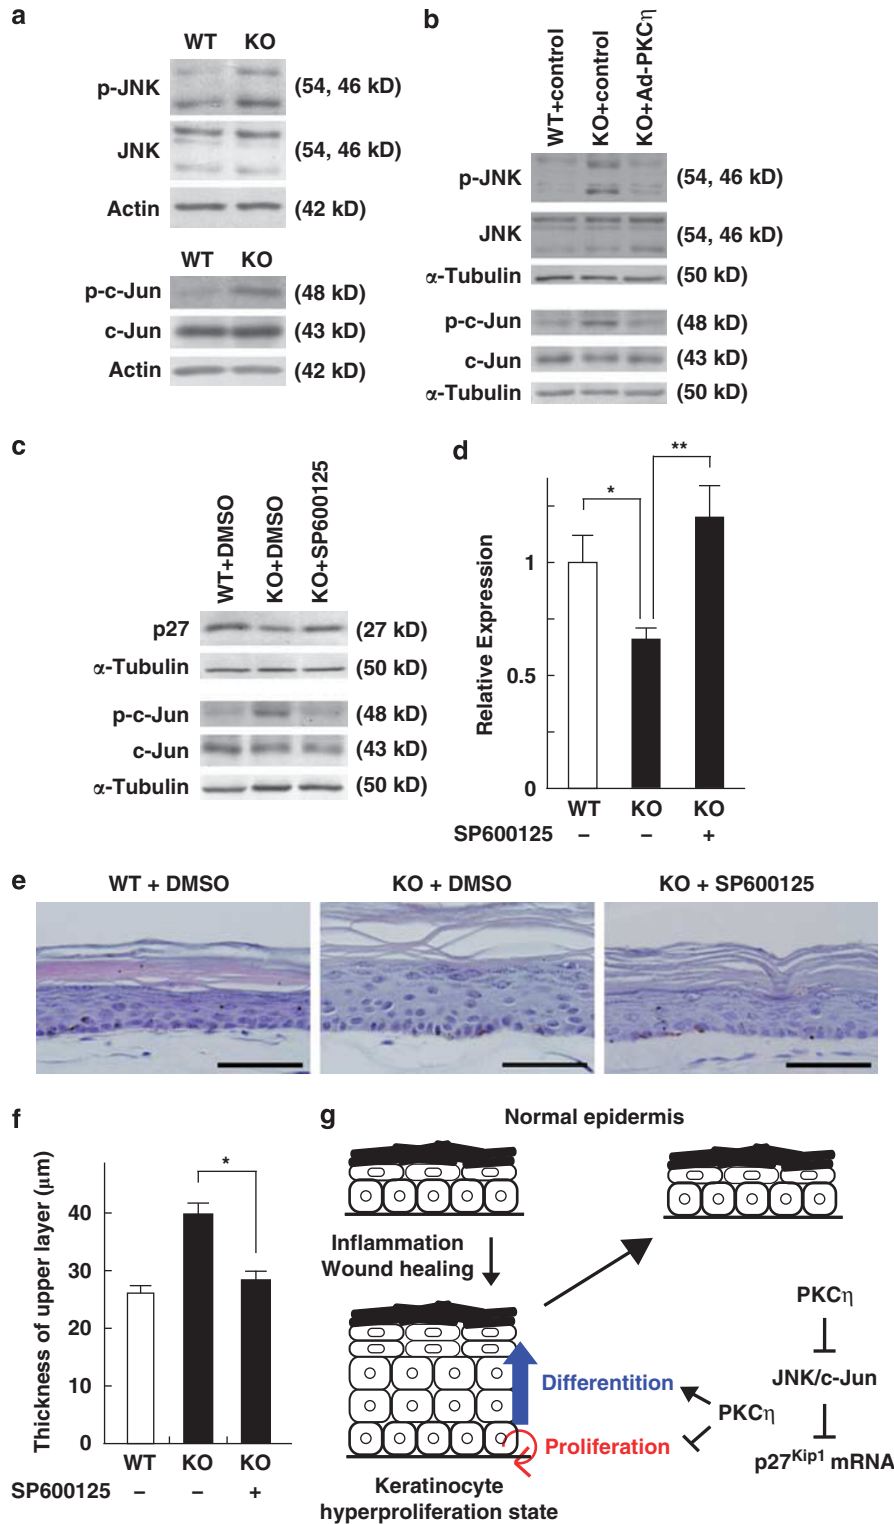 a
WT KO
p-JNK (54, 46 kD)
JNK (54, 46 kD)
Actin (42 kD)
WT KO
p-c-Jun (48 kD)
c-Jun (43 kD)
Actin (42 kD)
b
WT+control
KO+control
KO+Ad-PKCη
p-JNK (54, 46 kD)
JNK (54, 46 kD)
α-Tubulin (50 kD)
p-c-Jun (48 kD)
c-Jun (43 kD)
α-Tubulin (50 kD)
c
WT+DMSO
KO+DMSO
KO+SP600125
p27 (27 kD)
α-Tubulin (50 kD)
p-c-Jun (48 kD)
c-Jun (43 kD)
α-Tubulin (50 kD)
d
**
*
Relative Expression
1
0.5
0
WT KO KO
SP600125 – – +
e
WT + DMSO KO + DMSO KO + SP600125
f
*
Thickness of upper layer (μm)
40
30
20
10
0
WT KO KO
SP600125 – – +
g
Normal epidermis
Inflammation
Wound healing
Differentition
Proliferation
PKCη
Keratinocyte
hyperproliferation state
PKCη
JNK/c-Jun
p27Kip1 mRNA